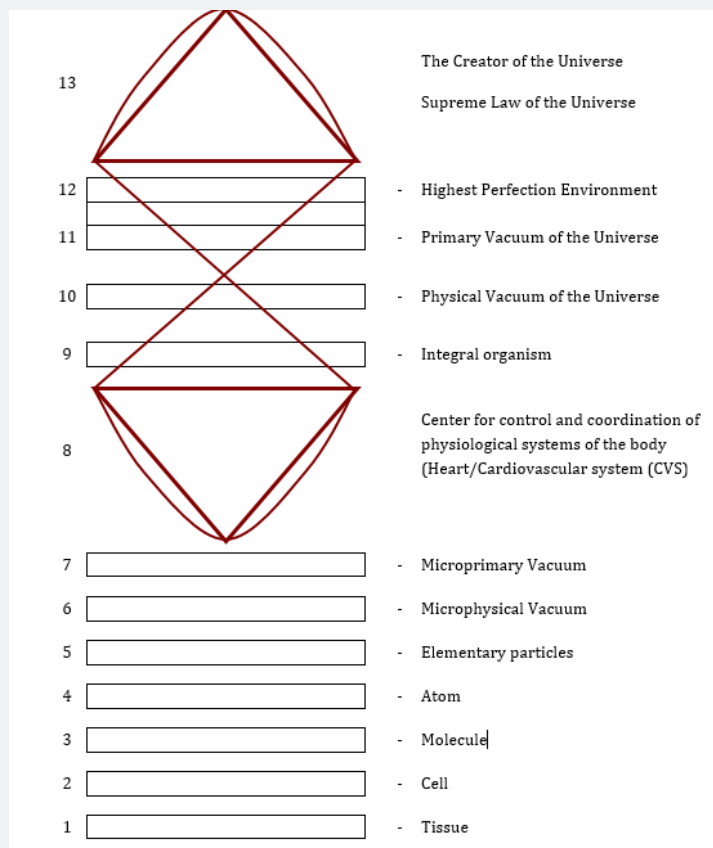 13
The Creator of the Universe
Supreme Law of the Universe
12 - Highest Perfection Environment
11 - Primary Vacuum of the Universe
10 - Physical Vacuum of the Universe
9 - Integral organism
8
Center for control and coordination of
physiological systems of the body
(Heart/Cardiovascular system (CVS)
7 - Microprimary Vacuum
6 - Microphysical Vacuum
5 - Elementary particles
4 - Atom
3 - Molecule
2 - Cell
1 - Tissue